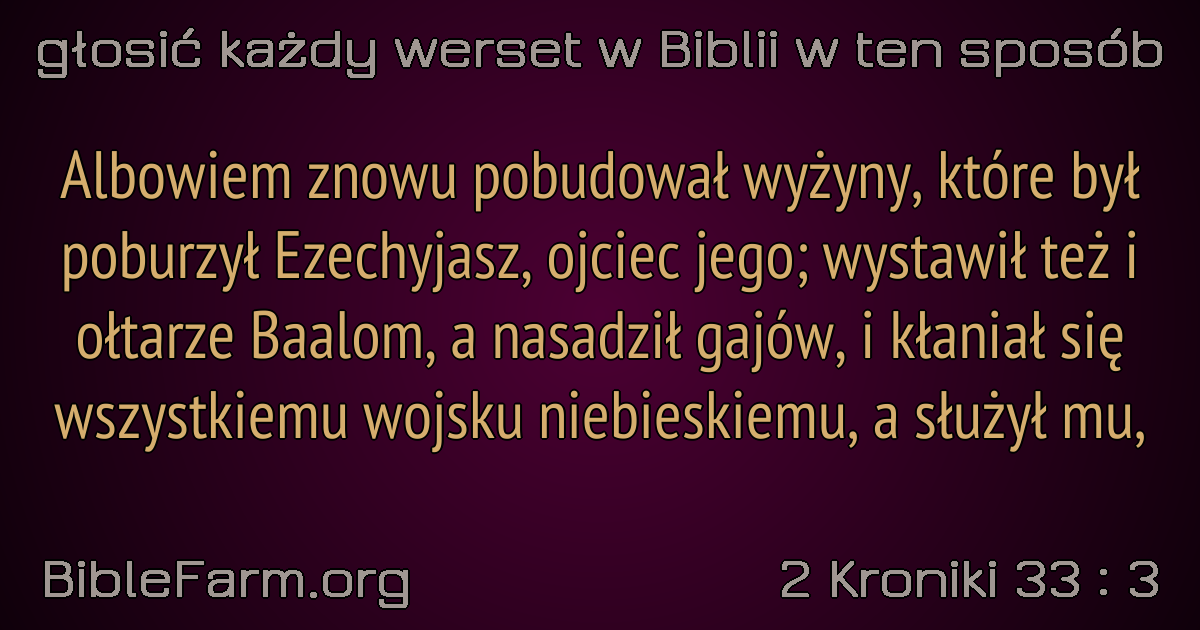 głosić każdy werset w Biblii w ten sposób
Albowiem znowu pobudował wyżyny, które był
poburzył Ezechyjasz, ojciec jego; wystawił też i
ołtarze Baalom, a nasadził gajów, i kłaniał się
wszystkiemu wojsku niebieskiemu, a służył mu,
BibleFarm.org
2 Kroniki 33 : 3